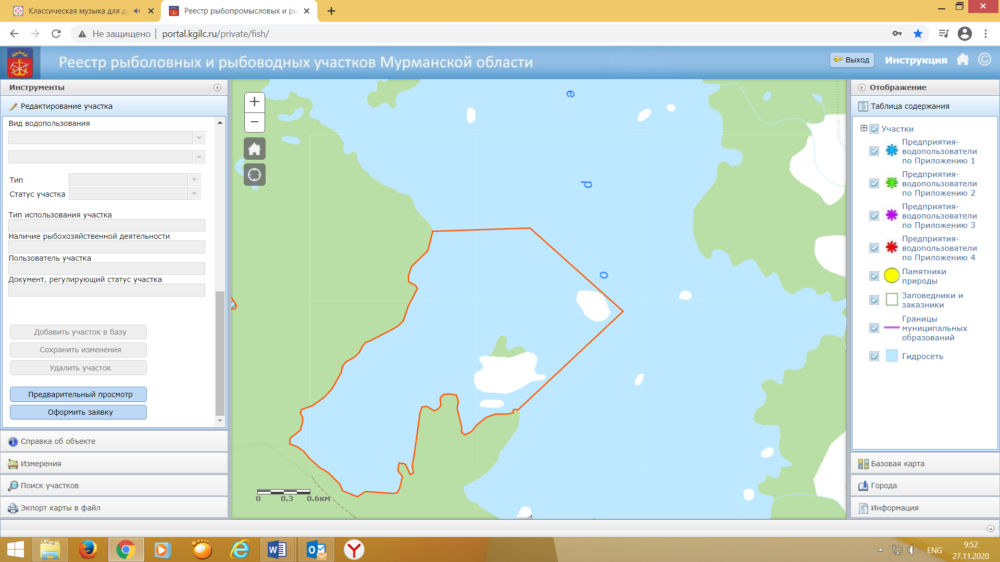 Классическая музыка для д
Реестр рыбопромысловых и ры
Не защищено
portal.kgilc.ru/private/fish/
Реестр рыболовных и рыбоводных участков Мурманской области
Выход
Инструкция
Инструменты
Редактирование участка
Вид водопользования
Тип
Статус участка
Тип использования участка
Наличие рыбохозяйственной деятельности
Пользователь участка
Документ, регулирующий статус участка
Добавить участок в базу
Сохранить изменения
Удалить участок
Предварительный просмотр
Оформить заявку
Справка об объекте
Измерения
Поиск участков
Экпорт карты в файл
е
р
о
0 0.3 0.6км
Отображение
Таблица содержания
Участки
Предприятия-
водопользователи
по Приложению 1
Предприятия-
водопользователи
по Приложению 2
Предприятия-
водопользователи
по Приложению 3
Предприятия-
водопользователи
по Приложению 4
Памятники
природы
Заповедники и
заказники
Границы
муниципальных
образований
Гидросеть
Базовая карта
Города
Информация
ENG
9:52
27.11.2020